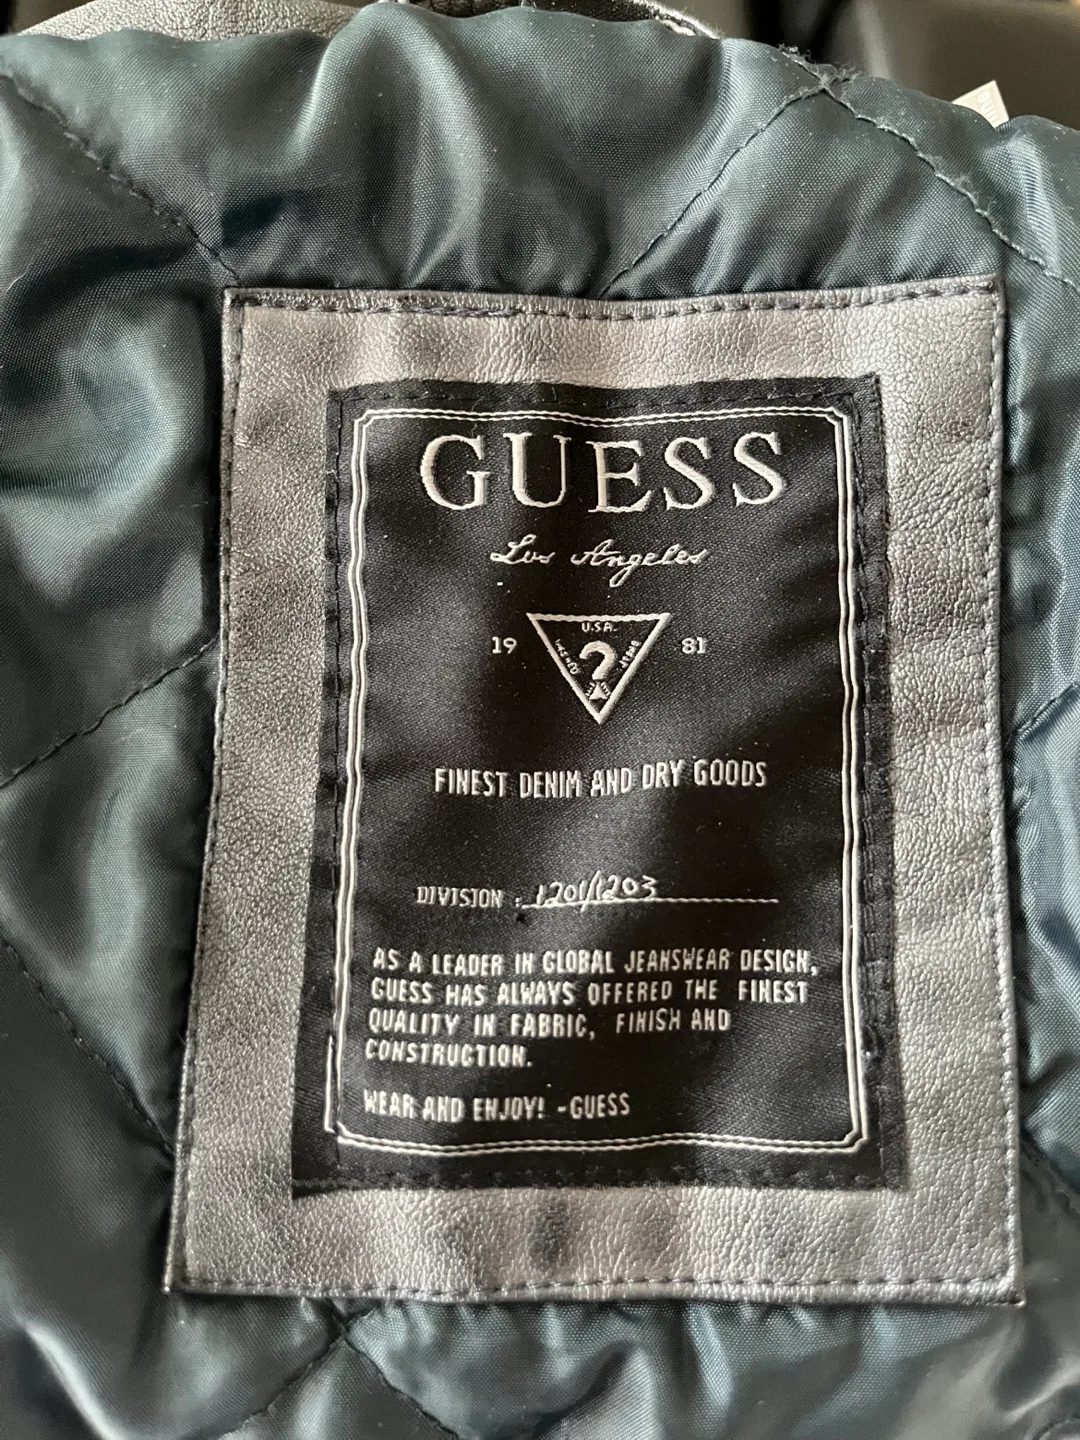 GUESS
Los Angeles
19 U.S.A. 81
?
FINEST DENIM AND DRY GOODS
DIVISION : 1201/1203
AS A LEADER IN GLOBAL JEANSWEAR DESIGN,
GUESS HAS ALWAYS OFFERED THE FINEST
QUALITY IN FABRIC, FINISH AND
CONSTRUCTION.
WEAR AND ENJOY! -GUESS